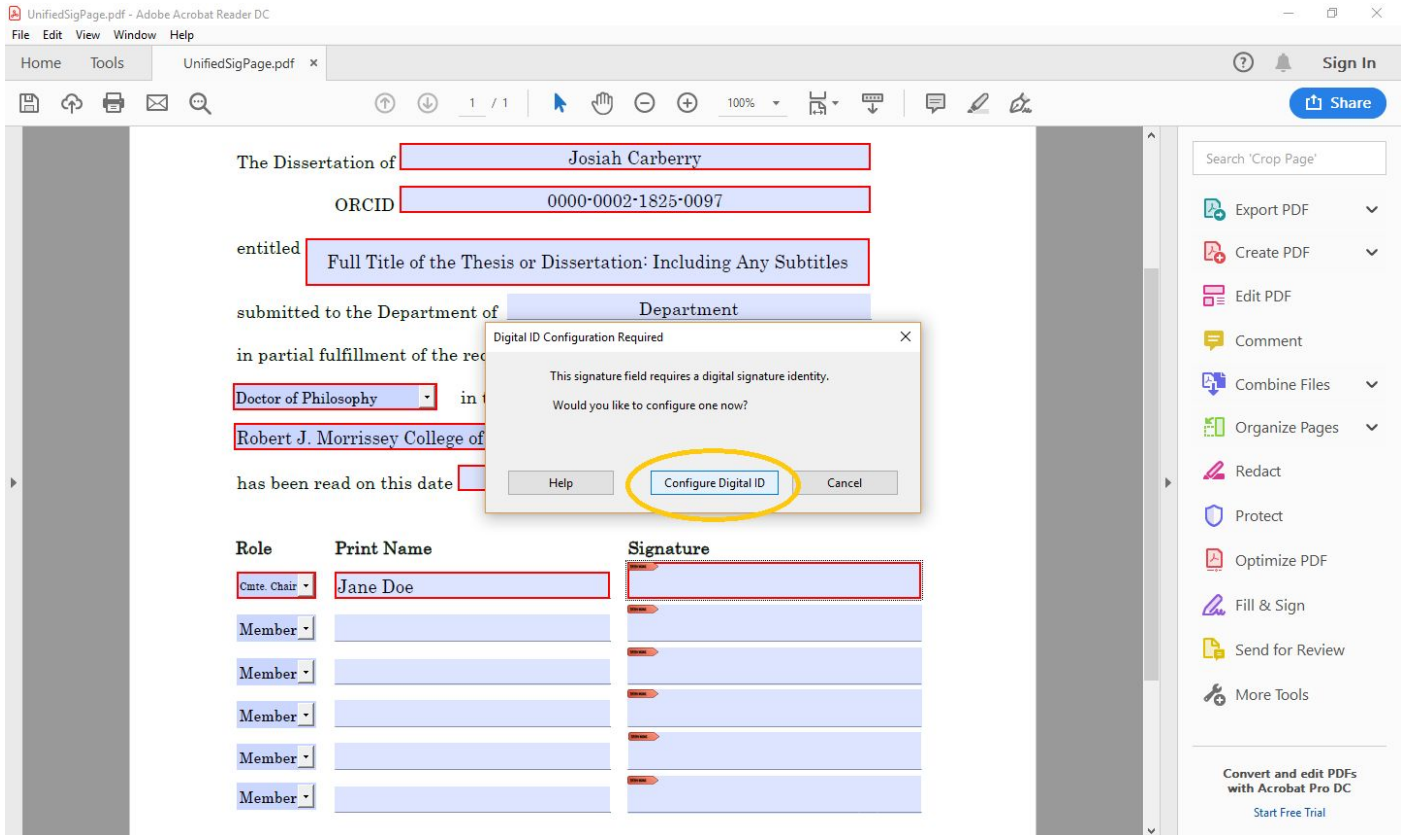 UnifiedSigPage.pdf - Adobe Acrobat Reader DC
File Edit View Window Help
Home Tools UnifiedSigPage.pdf × Sign In
1 / 1 100% Share
The Dissertation of Josiah Carberry
ORCID 0000-0002-1825-0097
entitled Full Title of the Thesis or Dissertation: Including Any Subtitles
submitted to the Department of Department
in partial fulfillment of the
Doctor of Philosophy in
Robert J. Morrissey College of
has been read on this date
Digital ID Configuration Required
This signature field requires a digital signature identity.
Would you like to configure one now?
Help Configure Digital ID Cancel
Role Print Name Signature
Cmte. Chair Jane Doe
Member
Member
Member
Member
Member
Search 'Crop Page'
Export PDF
Create PDF
Edit PDF
Comment
Combine Files
Organize Pages
Redact
Protect
Optimize PDF
Fill & Sign
Send for Review
More Tools
Convert and edit PDFs
with Acrobat Pro DC
Start Free Trial